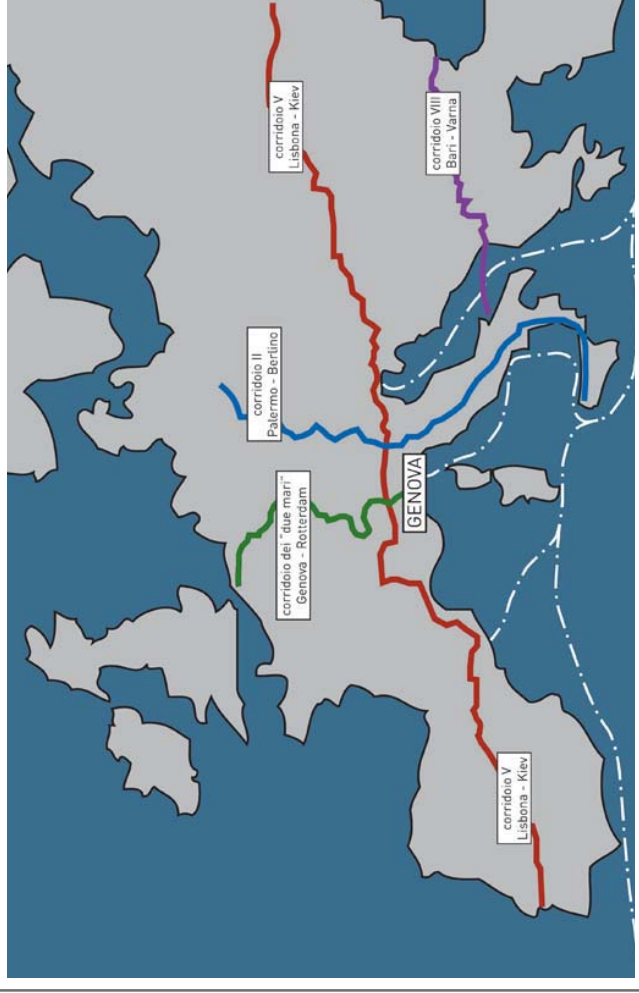 corridoio V
Lisbona - Kiev
corridoio VIII
Bari - Varna
corridoio II
Palermo - Berlino
corridoio dei "due mari"
Genova - Rotterdam
GENOVA
corridoio V
Lisbona - Kiev